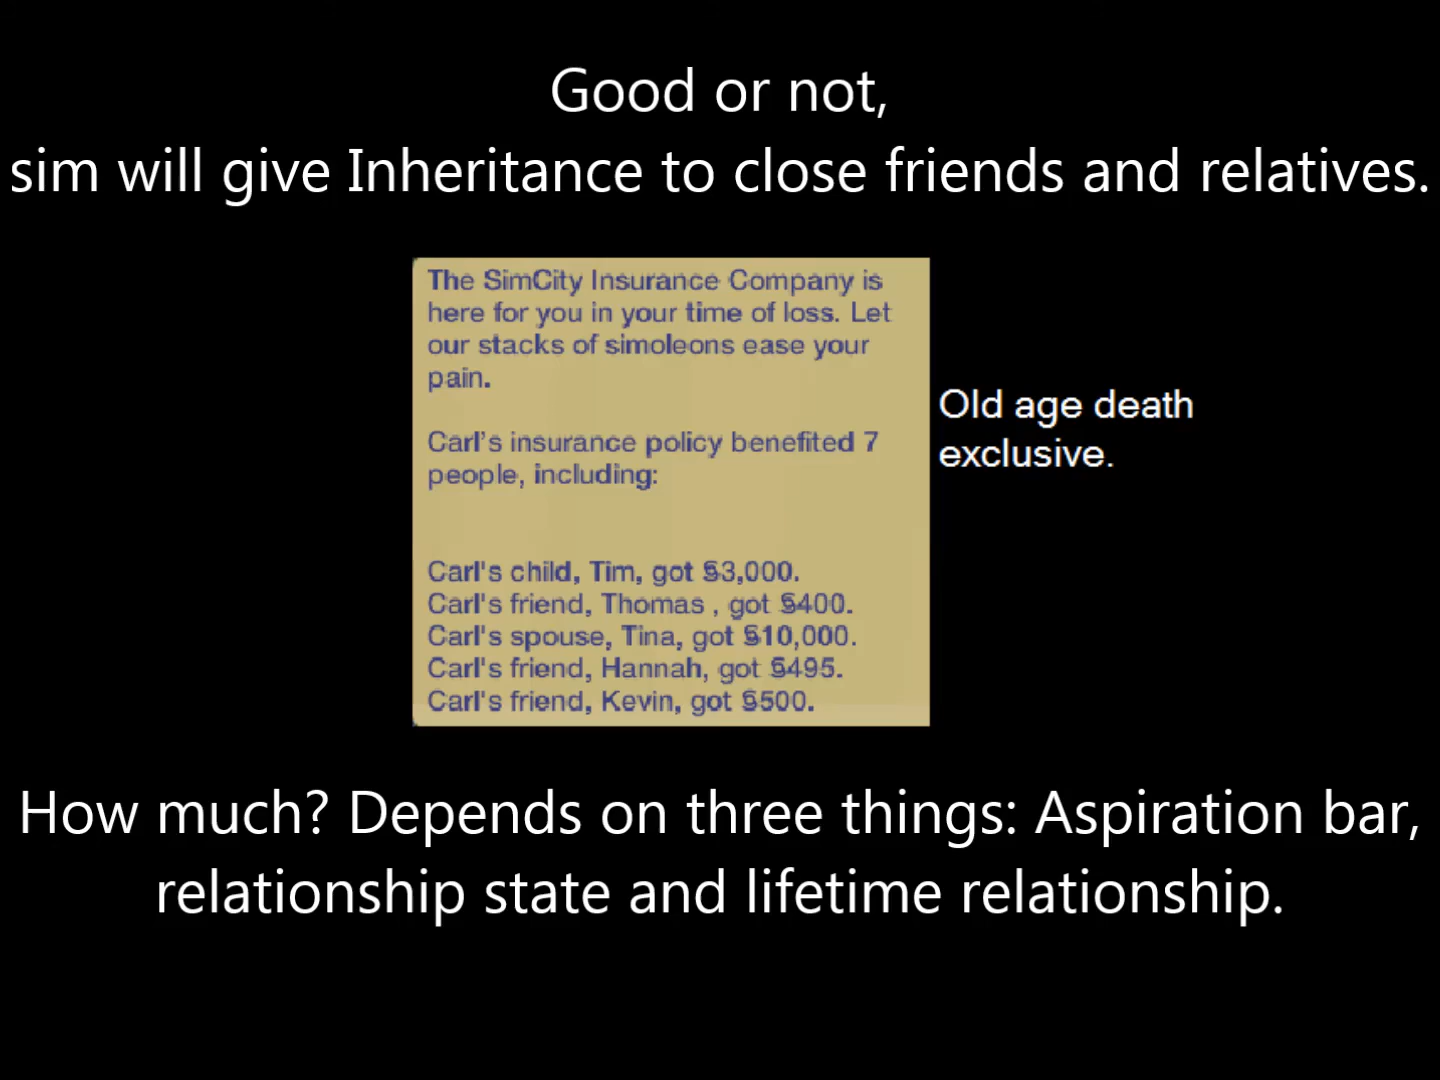 Good or not,
sim will give Inheritance to close friends and relatives.
The SimCity Insurance Company is
here for you in your time of loss. Let
our stacks of simoleons ease your
pain.
Carl's insurance policy benefited 7
people, including:
Carl's child, Tim, got §3,000.
Carl's friend, Thomas , got §400.
Carl's spouse, Tina, got §10,000.
Carl's friend, Hannah, got §495.
Carl's friend, Kevin, got §500.
Old age death
exclusive.
How much? Depends on three things: Aspiration bar,
relationship state and lifetime relationship.